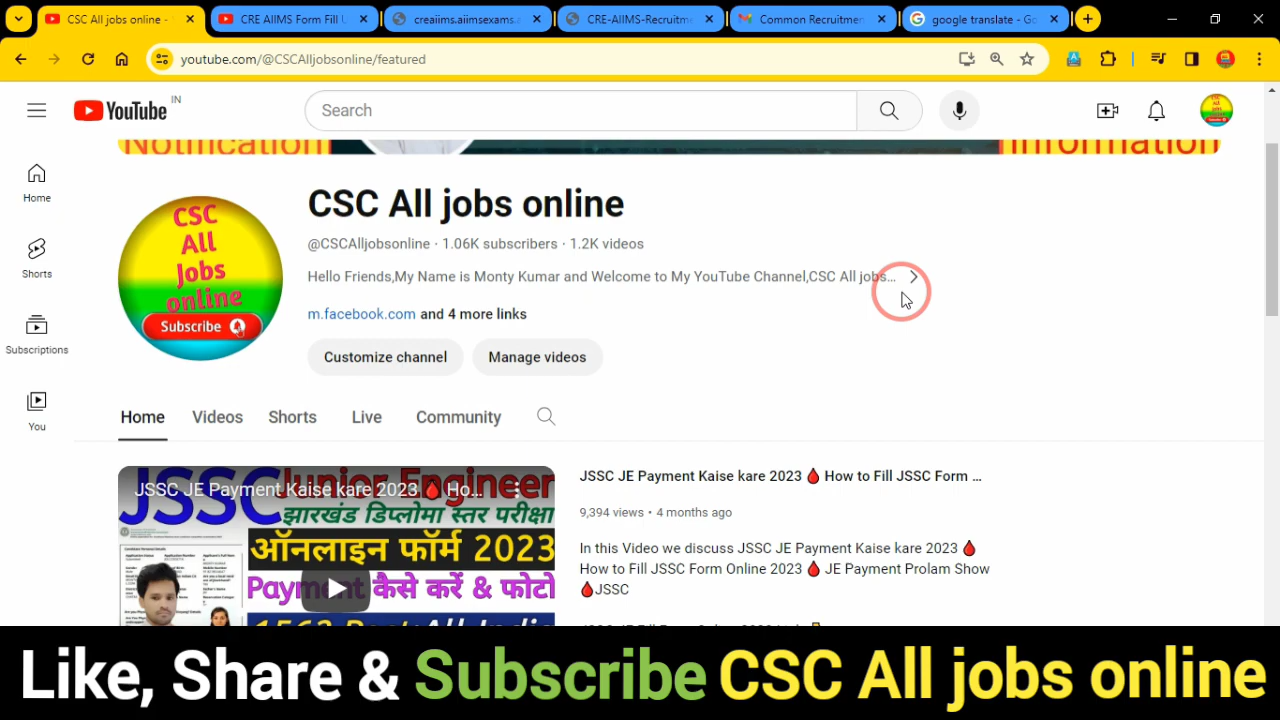 CSC All jobs online -
CRE AIIMS Form Fill
creaiims.aiimsexams.a
CRE-AIIMS-Recruitme
Common Recruitmen
google translate - Go
youtube.com/@CSCAlljobsonline/featured
YouTube IN
Search
Notification
Information
Home
Shorts
Subscriptions
You
CSC
All
Jobs
online
Subscribe
CSC All jobs online
@CSCAlljobsonline · 1.06K subscribers · 1.2K videos
Hello Friends,My Name is Monty Kumar and Welcome to My YouTube Channel,CSC All jobs...
m.facebook.com and 4 more links
Customize channel
Manage videos
Home Videos Shorts Live Community
JSSC Junior Engineer
JSSC JE Payment Kaise kare 2023 🩸 Ho...
झारखंड डिप्लोमा स्तर परीक्षा
ऑनलाइन फॉर्म 2023
Payment कैसे करें & फोटो
JSSC JE Payment Kaise kare 2023 🩸 How to Fill JSSC Form ...
9,394 views · 4 months ago
In this Video we discuss JSSC JE Payment Kaise kare 2023 🩸
How to Fill JSSC Form Online 2023 🩸 JE Payment Prolam Show
🩸JSSC
Like, Share & Subscribe CSC All jobs online